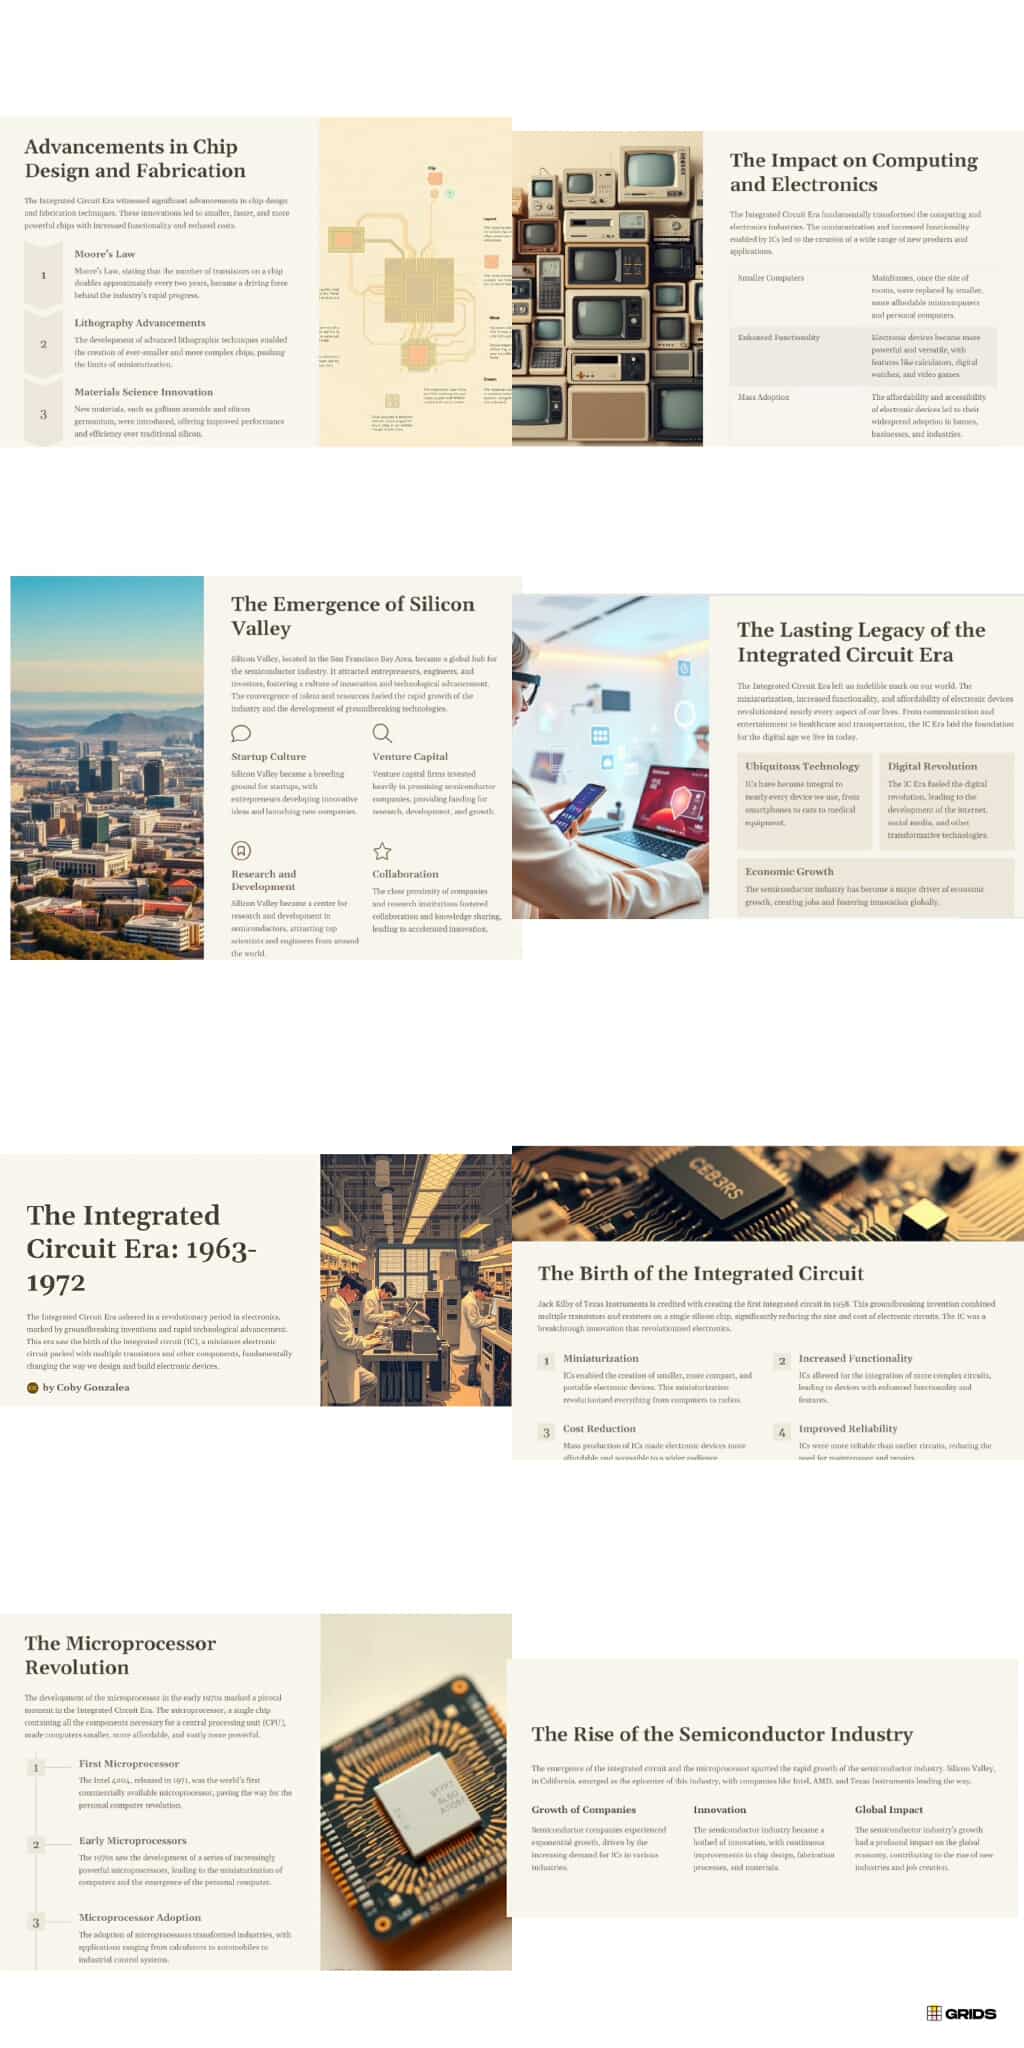 Advancements in Chip
Design and Fabrication
The Integrated Circuit Era witnessed significant advancements in chip design
and fabrication techniques. These innovations led to smaller, faster, and more
powerful chips with increased functionality and reduced costs.
1
Moore's Law
Moore's Law, stating that the number of transistors on a chip
doubles approximately every two years, became a driving force
behind the industry's rapid progress.
2
Lithography Advancements
The development of advanced lithographic techniques enabled
the creation of ever-smaller and more complex chips, pushing
the limits of miniaturization.
3
Materials Science Innovation
New materials, such as gallium arsenide and silicon
germanium, were introduced, offering improved performance
and efficiency over traditional silicon.
The Impact on Computing
and Electronics
The Integrated Circuit Era fundamentally transformed the computing and
electronics industries. The miniaturization and increased functionality
enabled by ICs led to the creation of a wide range of new products and
applications.
Smaller Computers
Mainframes, once the size of
rooms, were replaced by smaller,
more affordable minicomputers
and personal computers.
Enhanced Functionality
Electronic devices became more
powerful and versatile, with
features like calculators, digital
watches, and video games
Mass Adoption
The affordability and accessibility
of electronic devices led to their
widespread adoption in homes,
businesses, and industries.
The Emergence of Silicon
Valley
Silicon Valley, located in the San Francisco Bay Area, became a global hub for
the semiconductor industry. It attracted entrepreneurs, engineers, and
investors, fostering a culture of innovation and technological advancement.
The convergence of talent and resources fueled the rapid growth of the
industry and the development of groundbreaking technologies.
Startup Culture
Silicon Valley became a breeding
ground for startups, with
entrepreneurs developing innovative
ideas and launching new companies.
Venture Capital
Venture capital firms invested
heavily in promising semiconductor
companies, providing funding for
research, development, and growth.
Research and
Development
Silicon Valley became a center for
research and development in
semiconductors, attracting top
scientists and engineers from around
the world.
Collaboration
The close proximity of companies
and research institutions fostered
collaboration and knowledge sharing,
leading to accelerated innovation.
The Lasting Legacy of the
Integrated Circuit Era
The Integrated Circuit Era left an indelible mark on our world. The
miniaturization, increased functionality, and affordability of electronic devices
revolutionized nearly every aspect of our lives. From communication and
entertainment to healthcare and transportation, the IC Era laid the foundation
for the digital age we live in today.
Ubiquitous Technology
ICs have become integral to
nearly every device we use, from
smartphones to cars to medical
equipment.
Digital Revolution
The IC Era fueled the digital
revolution, leading to the
development of the internet,
social media, and other
transformative technologies.
Economic Growth
The semiconductor industry has become a major driver of economic
growth, creating jobs and fostering innovation globally.
The Integrated
Circuit Era: 1963-
1972
The Integrated Circuit Era ushered in a revolutionary period in electronics,
marked by groundbreaking inventions and rapid technological advancement.
This era saw the birth of the integrated circuit (IC), a miniature electronic
circuit packed with multiple transistors and other components, fundamentally
changing the way we design and build electronic devices.
by Coby Gonzalea
CEB3RS
The Birth of the Integrated Circuit
Jack Kilby of Texas Instruments is credited with creating the first integrated circuit in 1958. This groundbreaking invention combined
multiple transistors and resistors on a single silicon chip, significantly reducing the size and cost of electronic circuits. The IC was a
breakthrough innovation that revolutionized electronics.
1
Miniaturization
ICs enabled the creation of smaller, more compact, and
portable electronic devices. This miniaturization
revolutionized everything from computers to radios.
2
Increased Functionality
ICs allowed for the integration of more complex circuits,
leading to devices with enhanced functionality and
features.
3
Cost Reduction
Mass production of ICs made electronic devices more
affordable and accessible to a wider audience
4
Improved Reliability
ICs were more reliable than earlier circuits, reducing the
need for maintenance and repairs
The Microprocessor
Revolution
The development of the microprocessor in the early 1970s marked a pivotal
moment in the Integrated Circuit Era. The microprocessor, a single chip
containing all the components necessary for a central processing unit (CPU),
made computers smaller, more affordable, and vastly more powerful.
1
First Microprocessor
The Intel 4004, released in 1971, was the world's first
commercially available microprocessor, paving the way for the
personal computer revolution.
2
Early Microprocessors
The 1970s saw the development of a series of increasingly
powerful microprocessors, leading to the miniaturization of
computers and the emergence of the personal computer.
3
Microprocessor Adoption
The adoption of microprocessors transformed industries, with
applications ranging from calculators to automobiles to
industrial control systems.
The Rise of the Semiconductor Industry
The emergence of the integrated circuit and the microprocessor spurred the rapid growth of the semiconductor industry. Silicon Valley,
in California, emerged as the epicenter of this industry, with companies like Intel, AMD, and Texas Instruments leading the way.
Growth of Companies
Semiconductor companies experienced
exponential growth, driven by the
increasing demand for ICs in various
industries.
Innovation
The semiconductor industry became a
hotbed of innovation, with continuous
improvements in chip design, fabrication
processes, and materials.
Global Impact
The semiconductor industry's growth
had a profound impact on the global
economy, contributing to the rise of new
industries and job creation.
GRIDS